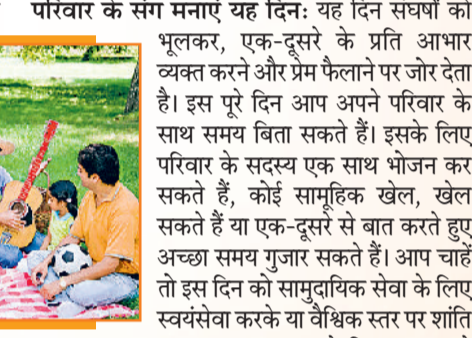 परिवार के संग मनाएं यह दिन: यह दिन संघर्षों को
भूलकर, एक-दूसरे के प्रति आभार
व्यक्त करने और प्रेम फैलाने पर जोर देता
है। इस पूरे दिन आप अपने परिवार के
साथ समय बिता सकते हैं। इसके लिए
परिवार के सदस्य एक साथ भोजन कर
सकते हैं, कोई सामूहिक खेल, खेल
सकते हैं या एक-दूसरे से बात करते हुए
अच्छा समय गुजार सकते हैं। आप चाहें
तो इस दिन को सामुदायिक सेवा के लिए
स्वयंसेवा करके या वैश्विक स्तर पर शांति